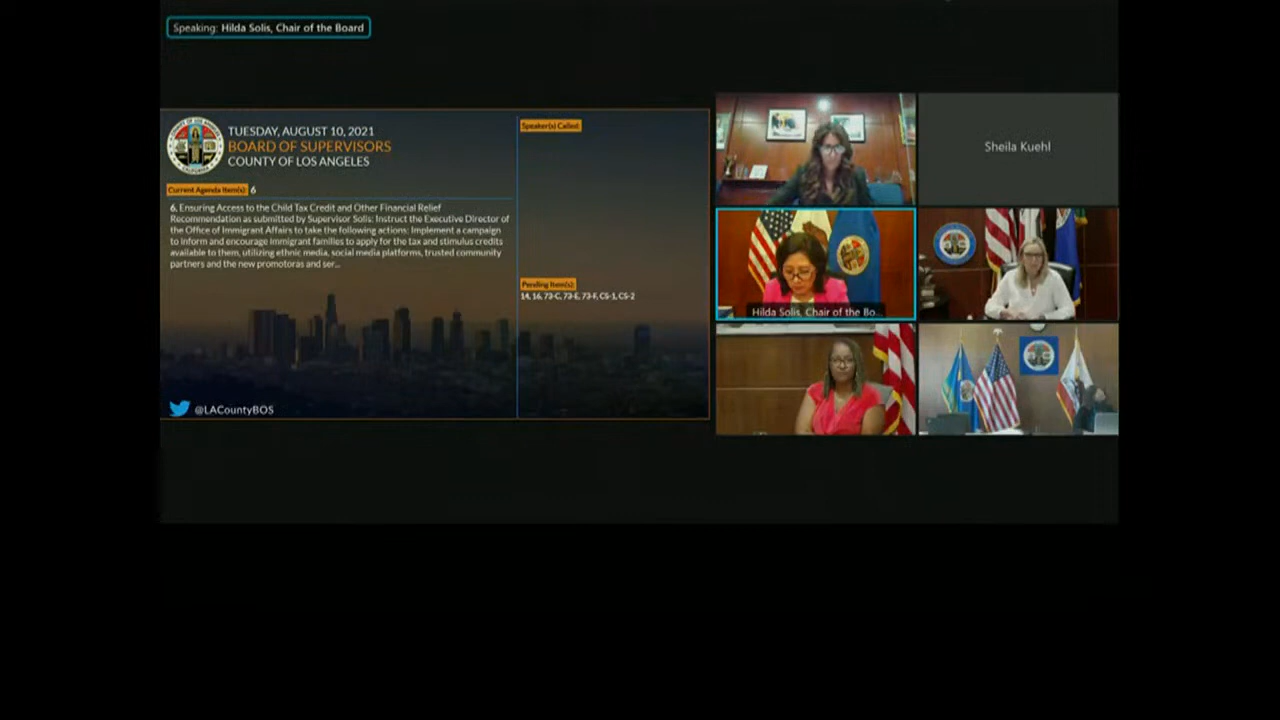 Speaking: Hilda Solis, Chair of the Board
TUESDAY, AUGUST 10, 2021
BOARD OF SUPERVISORS
COUNTY OF LOS ANGELES
Current Agenda Item(s): 6
6. Ensuring Access to the Child Tax Credit and Other Financial Relief
Recommendation as submitted by Supervisor Solis: Instruct the Executive Director of
the Office of Immigrant Affairs to take the following actions: Implement a campaign
to inform and encourage immigrant families to apply for the tax and stimulus credits
available to them, utilizing ethnic media, social media platforms, trusted community
partners and the new promotoras and ser...
@LACountyBOS
Speaker(s) Called:
Pending Item(s):
14, 16, 73-C, 73-E, 73-F, CS-1, CS-2
Sheila Kuehl
Hilda Solis, Chair of the Bo...